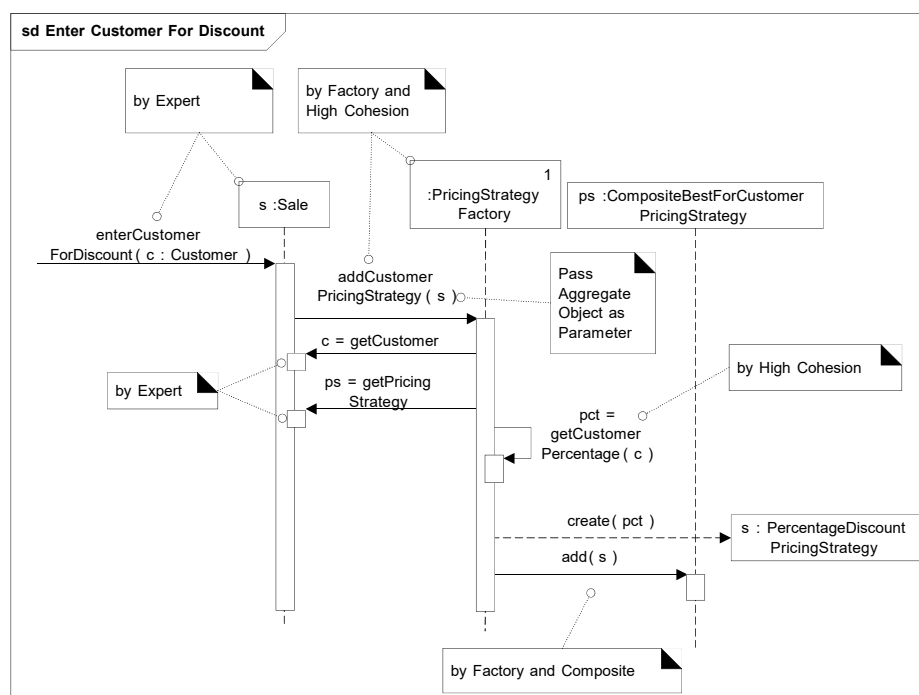 sd Enter Customer For Discount
by Expert
by Factory and
High Cohesion
1
:PricingStrategy
Factory
s :Sale
ps :CompositeBestForCustomer
PricingStrategy
enterCustomer
ForDiscount( c : Customer )
addCustomer
PricingStrategy( s )
Pass
Aggregate
Object as
Parameter
c = getCustomer
by Expert
ps = getPricing
Strategy
by High Cohesion
pct =
getCustomer
Percentage( c )
create( pct )
s : PercentageDiscount
PricingStrategy
add( s )
by Factory and Composite